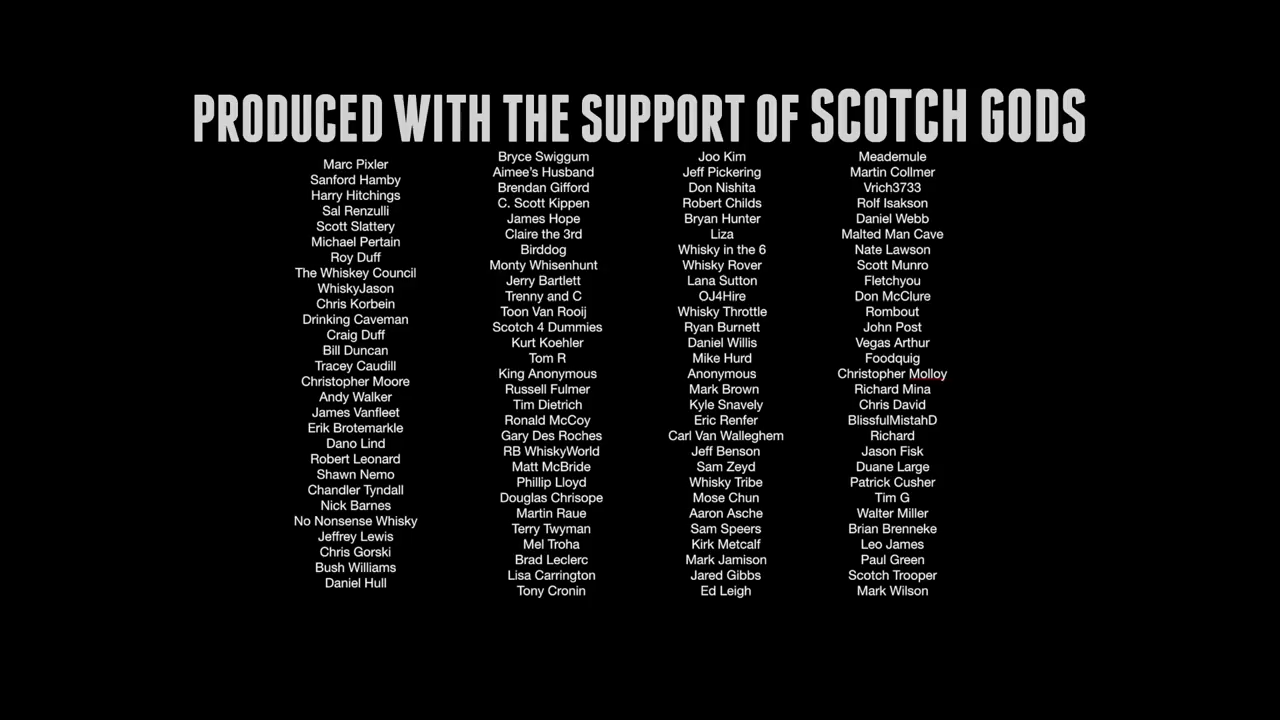 PRODUCED WITH THE SUPPORT OF SCOTCH GODS
Marc Pixler
Sanford Hamby
Harry Hitchings
Sal Renzulli
Scott Slattery
Michael Pertain
Roy Duff
The Whiskey Council
WhiskyJason
Chris Korbein
Drinking Caveman
Craig Duff
Bill Duncan
Tracey Caudill
Christopher Moore
Andy Walker
James Vanfleet
Erik Brotemarkle
Dano Lind
Robert Leonard
Shawn Nemo
Chandler Tyndall
Nick Barnes
No Nonsense Whisky
Jeffrey Lewis
Chris Gorski
Bush Williams
Daniel Hull
Bryce Swiggum
Aimee's Husband
Brendan Gifford
C. Scott Kippen
James Hope
Claire the 3rd
Birddog
Monty Whisenhunt
Jerry Bartlett
Trenny and C
Toon Van Rooij
Scotch 4 Dummies
Kurt Koehler
Tom R
King Anonymous
Russell Fulmer
Tim Dietrich
Ronald McCoy
Gary Des Roches
RB WhiskyWorld
Matt McBride
Phillip Lloyd
Douglas Chrisope
Martin Raue
Terry Twyman
Mel Troha
Brad Leclerc
Lisa Carrington
Tony Cronin
Joo Kim
Jeff Pickering
Don Nishita
Robert Childs
Bryan Hunter
Liza
Whisky in the 6
Whisky Rover
Lana Sutton
OJ4Hire
Whisky Throttle
Ryan Burnett
Daniel Willis
Mike Hurd
Anonymous
Mark Brown
Kyle Snavely
Eric Renfer
Carl Van Walleghem
Jeff Benson
Sam Zeyd
Whisky Tribe
Mose Chun
Aaron Asche
Sam Speers
Kirk Metcalf
Mark Jamison
Jared Gibbs
Ed Leigh
Meademule
Martin Collmer
Vrich3733
Rolf Isakson
Daniel Webb
Malted Man Cave
Nate Lawson
Scott Munro
Fletchyou
Don McClure
Rombout
John Post
Vegas Arthur
Foodquig
Christopher Molloy
Richard Mina
Chris David
BlissfulMistahD
Richard
Jason Fisk
Duane Large
Patrick Cusher
Tim G
Walter Miller
Brian Brenneke
Leo James
Paul Green
Scotch Trooper
Mark Wilson